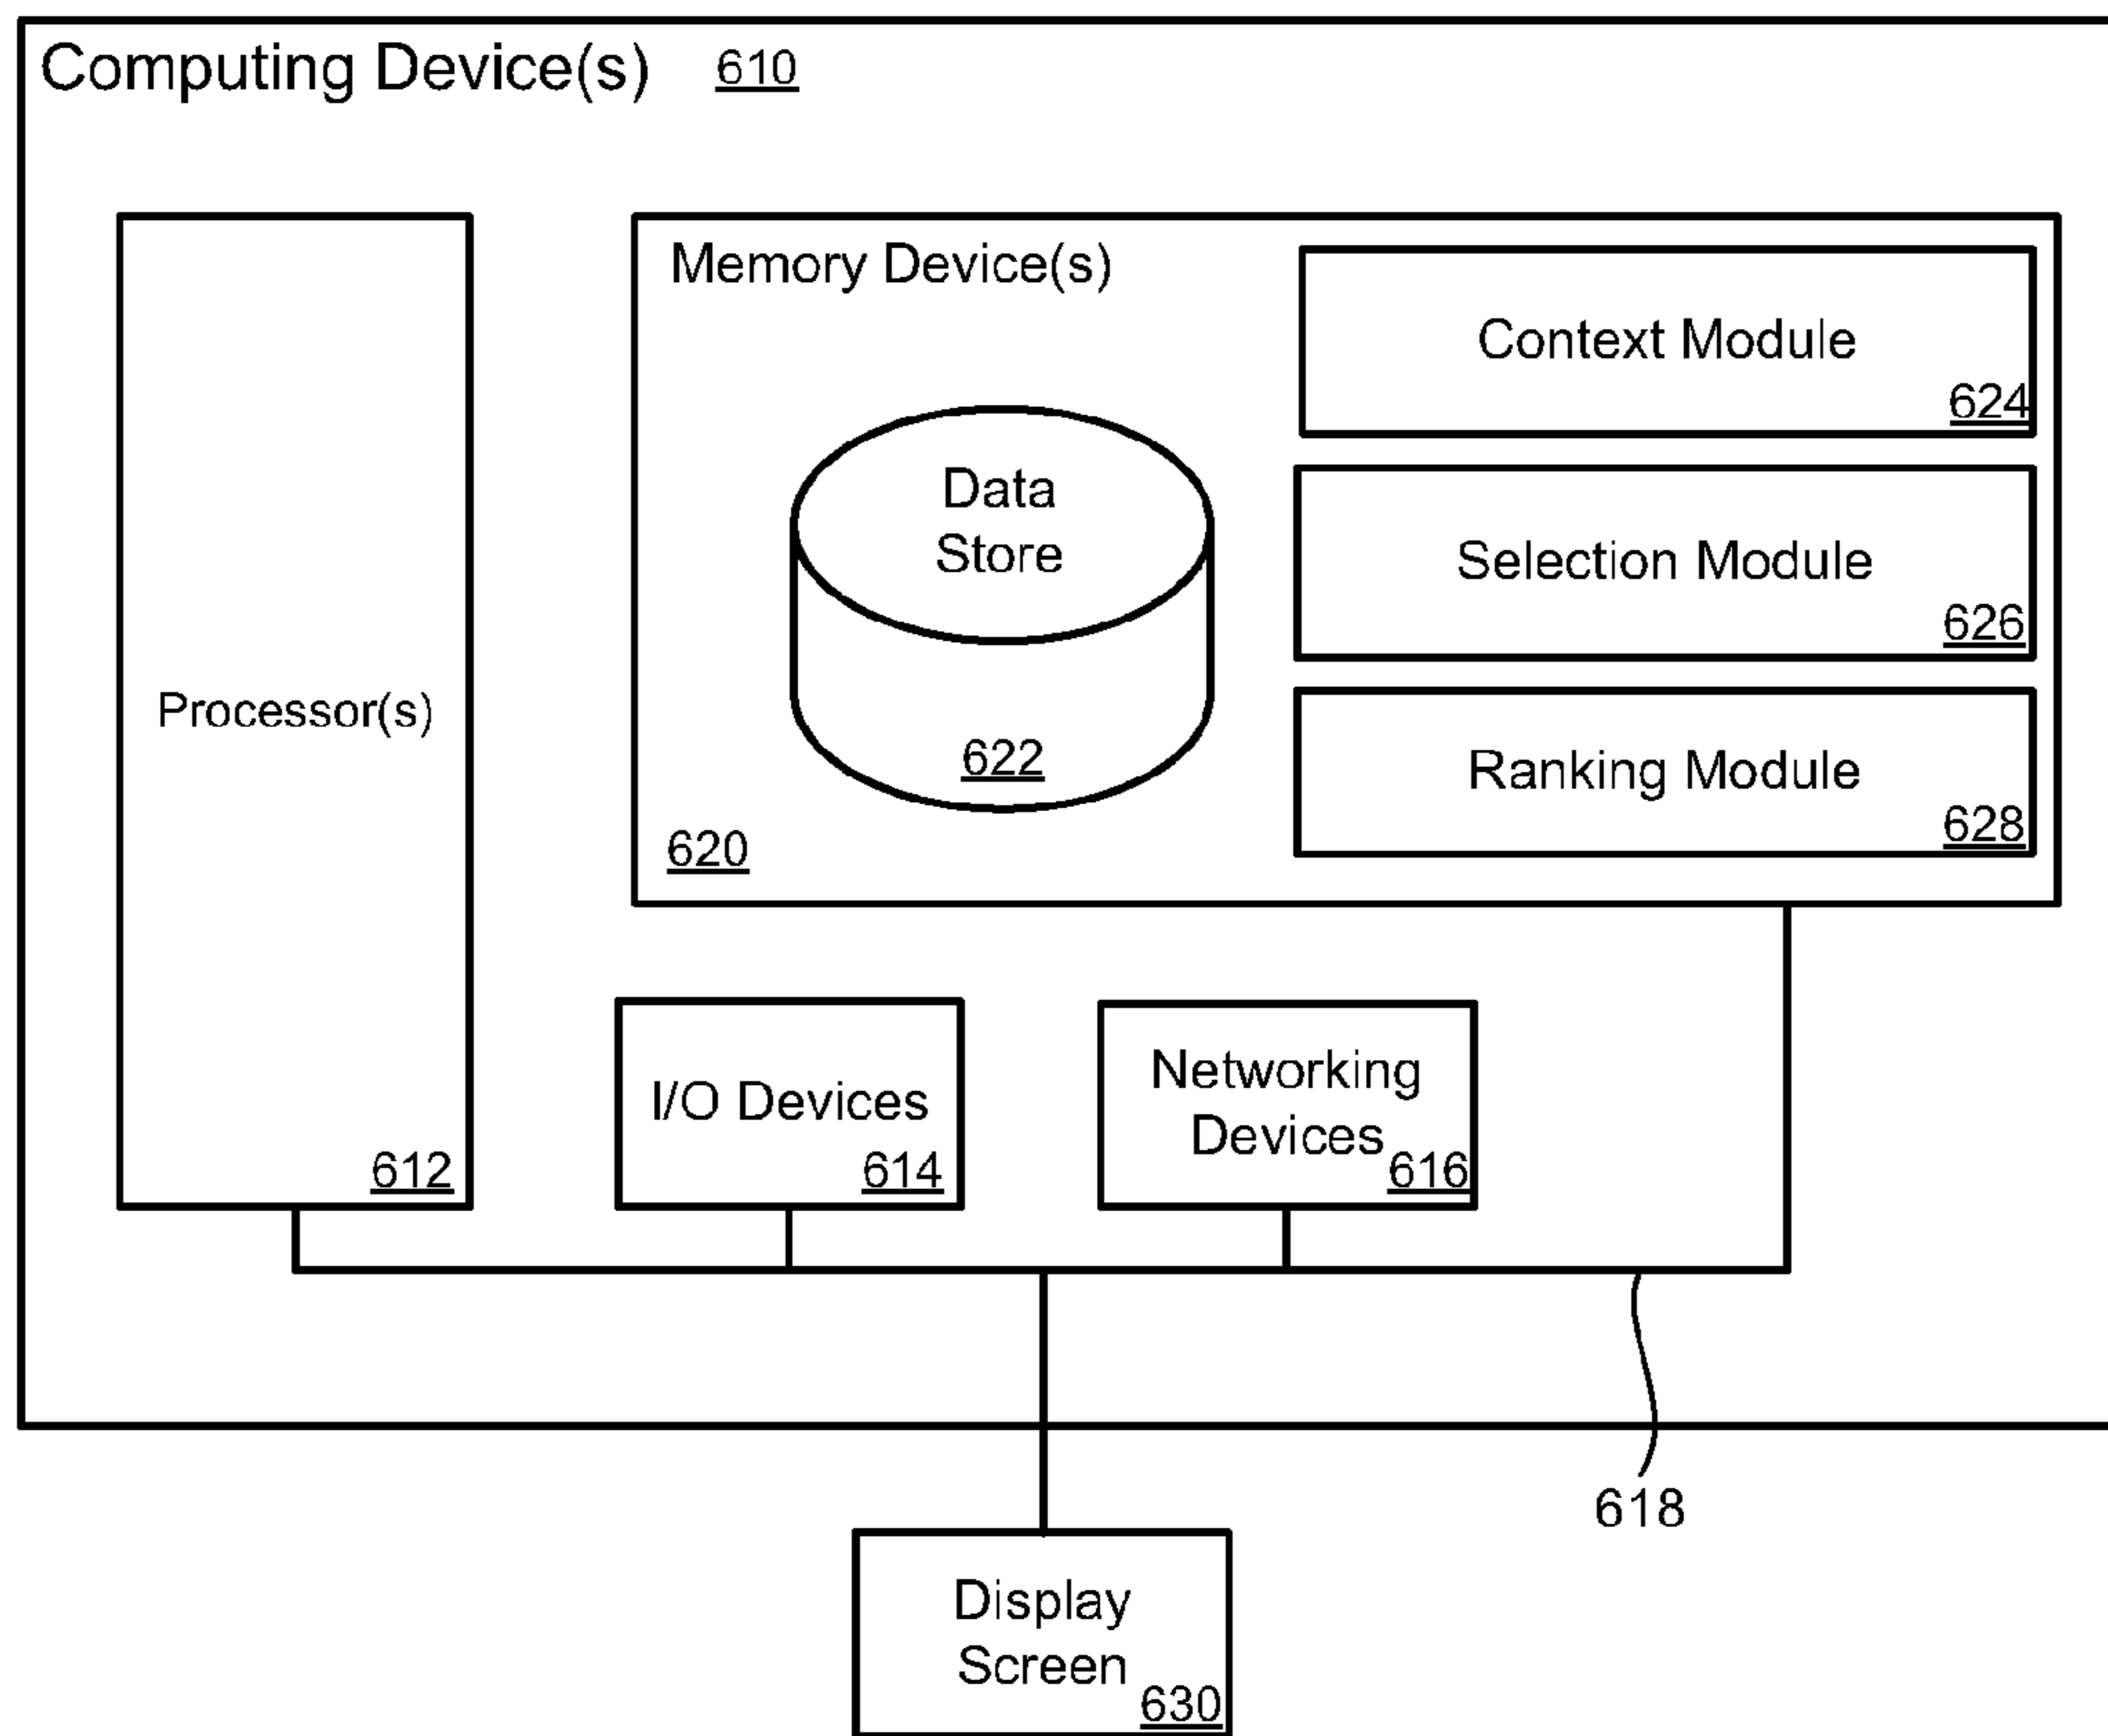 Computing Device(s) 610
Memory Device(s)
Context Module
624
Data
Store
Selection Module
626
Processor(s)
622
Ranking Module
628
620
I/O Devices
614
Networking
Devices
616
612
618
Display
Screen
630